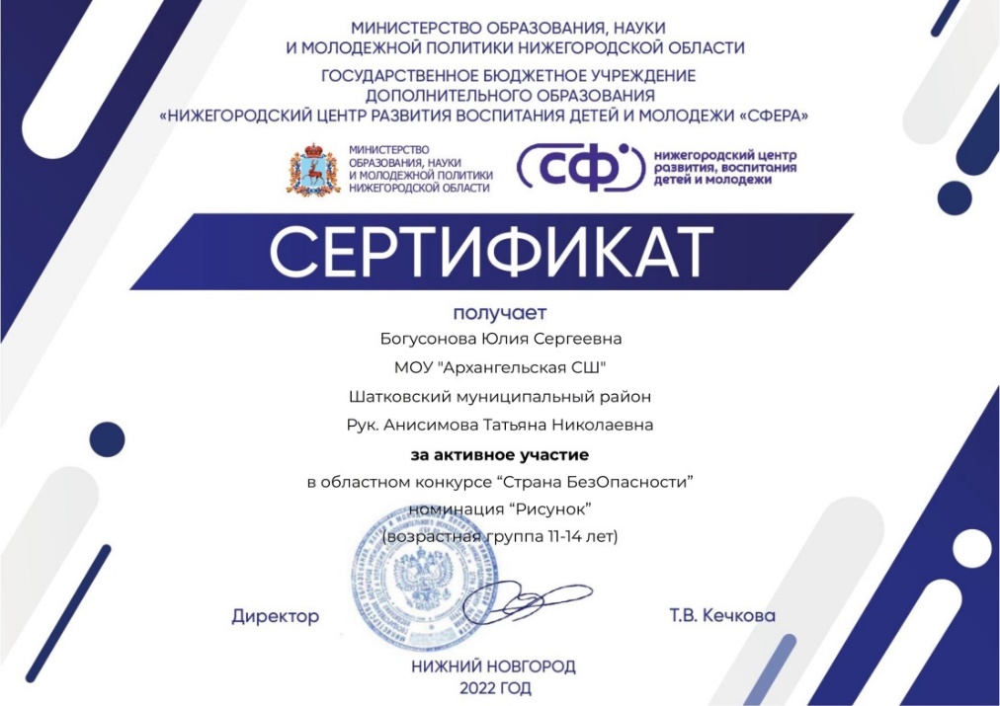 МИНИСТЕРСТВО ОБРАЗОВАНИЯ, НАУКИ
И МОЛОДЕЖНОЙ ПОЛИТИКИ НИЖЕГОРОДСКОЙ ОБЛАСТИ
ГОСУДАРСТВЕННОЕ БЮДЖЕТНОЕ УЧРЕЖДЕНИЕ
ДОПОЛНИТЕЛЬНОГО ОБРАЗОВАНИЯ
«НИЖЕГОРОДСКИЙ ЦЕНТР РАЗВИТИЯ ВОСПИТАНИЯ ДЕТЕЙ И МОЛОДЕЖИ «СФЕРА»
МИНИСТЕРСТВО
ОБРАЗОВАНИЯ, НАУКИ
И МОЛОДЕЖНОЙ ПОЛИТИКИ
НИЖЕГОРОДСКОЙ ОБЛАСТИ
сф
нижегородский центр
развития, воспитания
детей и молодежи
СЕРТИФИКАТ
получает
Богусонова Юлия Сергеевна
МОУ "Архангельская СШ"
Шатковский муниципальный район
Рук. Анисимова Татьяна Николаевна
за активное участие
в областном конкурсе “Страна БезОпасности”
номинация “Рисунок”
(возрастная группа 11-14 лет)
Директор
Т.В. Кечкова
НИЖНИЙ НОВГОРОД
2022 ГОД